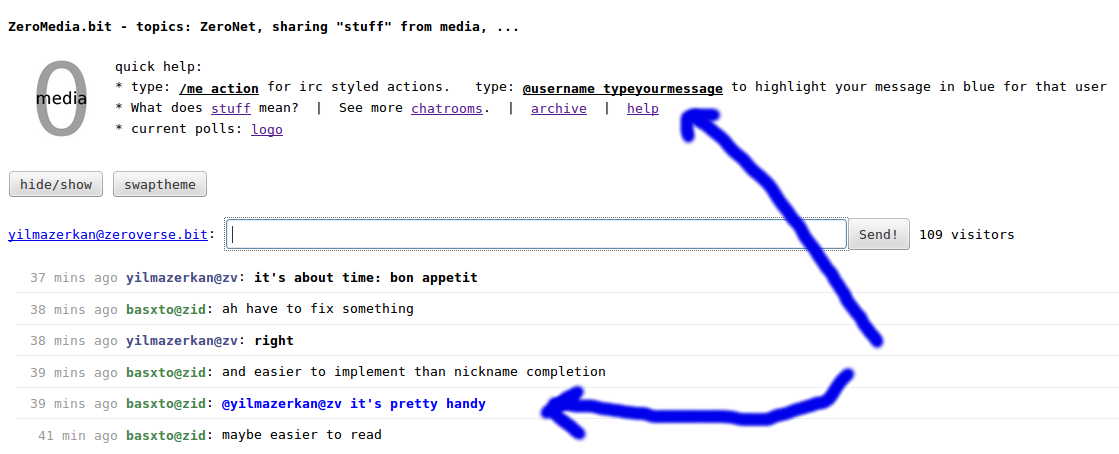 ZeroMedia.bit - topics: ZeroNet, sharing "stuff" from media, ...
0
media
quick help:
* type: /me action for irc styled actions. type: @username typeyourmessage to highlight your message in blue for that user
* What does stuff mean? | See more chatrooms. | archive | help
* current polls: logo
hide/show swaptheme
yilmazerkan@zeroverse.bit: Send! 109 visitors
37 mins ago yilmazerkan@zv: it's about time: bon appetit
38 mins ago basxto@zid: ah have to fix something
38 mins ago yilmazerkan@zv: right
39 mins ago basxto@zid: and easier to implement than nickname completion
39 mins ago basxto@zid: @yilmazerkan@zv it's pretty handy
41 min ago basxto@zid: maybe easier to read